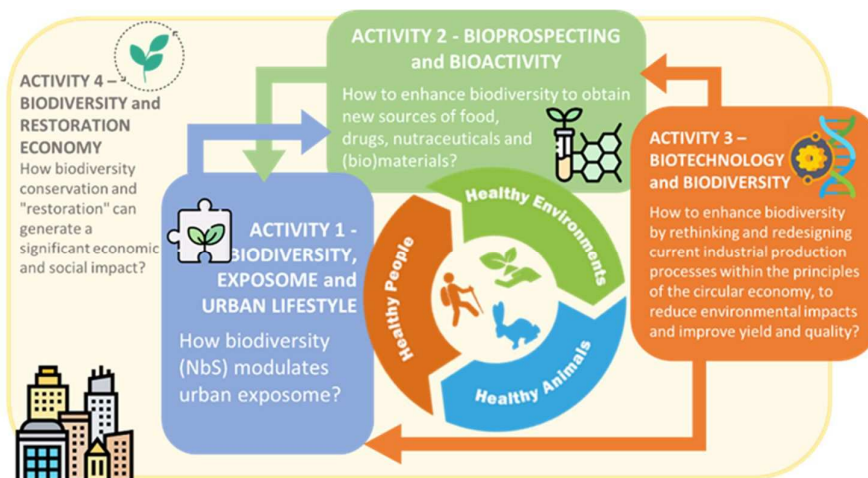 ACTIVITY 4 –
BIODIVERSITY and
RESTORATION
ECONOMY
How biodiversity
conservation and
"restoration" can
generate a
significant economic
and social impact?
ACTIVITY 2 - BIOPROSPECTING
and BIOACTIVITY
How to enhance biodiversity to obtain
new sources of food,
drugs, nutraceuticals and
(bio)materials?
ACTIVITY 3 –
BIOTECHNOLOGY
and BIODIVERSITY
How to enhance biodiversity
by rethinking and redesigning
current industrial production
processes within the principles
of the circular economy, to
reduce environmental impacts
and improve yield and quality?
ACTIVITY 1 -
BIODIVERSITY,
EXPOSOME and
URBAN LIFESTYLE
How biodiversity
(NbS) modulates
urban exposome?
Healthy People
Healthy Environments
Healthy Animals